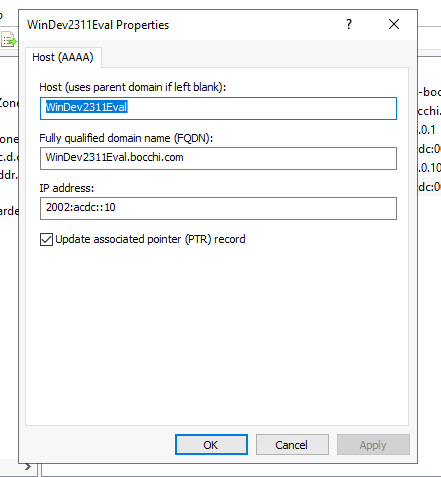 WinDev2311Eval Properties
Host (AAAA)
Host (uses parent domain if left blank):
WinDev2311Eval
Fully qualified domain name (FQDN):
WinDev2311Eval.bocchi.com
IP address:
2002:acdc::10
Update associated pointer (PTR) record
OK
Cancel
Apply